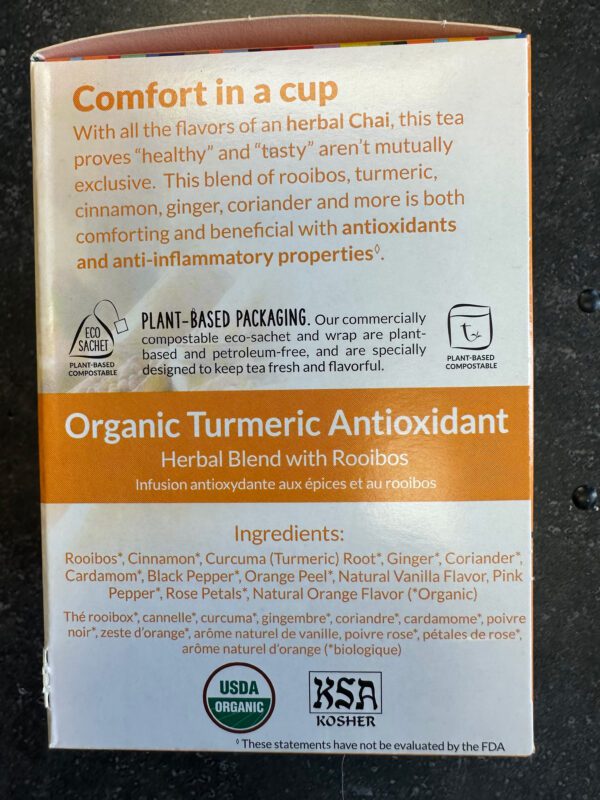 Comfort in a cup
With all the flavors of an herbal Chai, this tea
proves “healthy” and “tasty” aren’t mutually
exclusive. This blend of rooibos, turmeric,
cinnamon, ginger, coriander and more is both
comforting and beneficial with antioxidants
and anti-inflammatory properties◊.
ECO
SACHET
PLANT-BASED
COMPOSTABLE
PLANT-BASED PACKAGING. Our commercially
compostable eco-sachet and wrap are plant-
based and petroleum-free, and are specially
designed to keep tea fresh and flavorful.
PLANT-BASED
COMPOSTABLE
Organic Turmeric Antioxidant
Herbal Blend with Rooibos
Infusion antioxydante aux épices et au rooibos
Ingredients:
Rooibos*, Cinnamon*, Curcuma (Turmeric) Root*, Ginger*, Coriander*,
Cardamom*, Black Pepper*, Orange Peel*, Natural Vanilla Flavor, Pink
Pepper*, Rose Petals*, Natural Orange Flavor (*Organic)
Thé rooibox*, cannelle*, curcuma*, gingembre*, coriandre*, cardamome*, poivre
noir*, zeste d’orange*, arôme naturel de vanille, poivre rose*, pétales de rose*,
arôme naturel d’orange (*biologique)
USDA
ORGANIC
KSA
KOSHER
◊ These statements have not be evaluated by the FDA